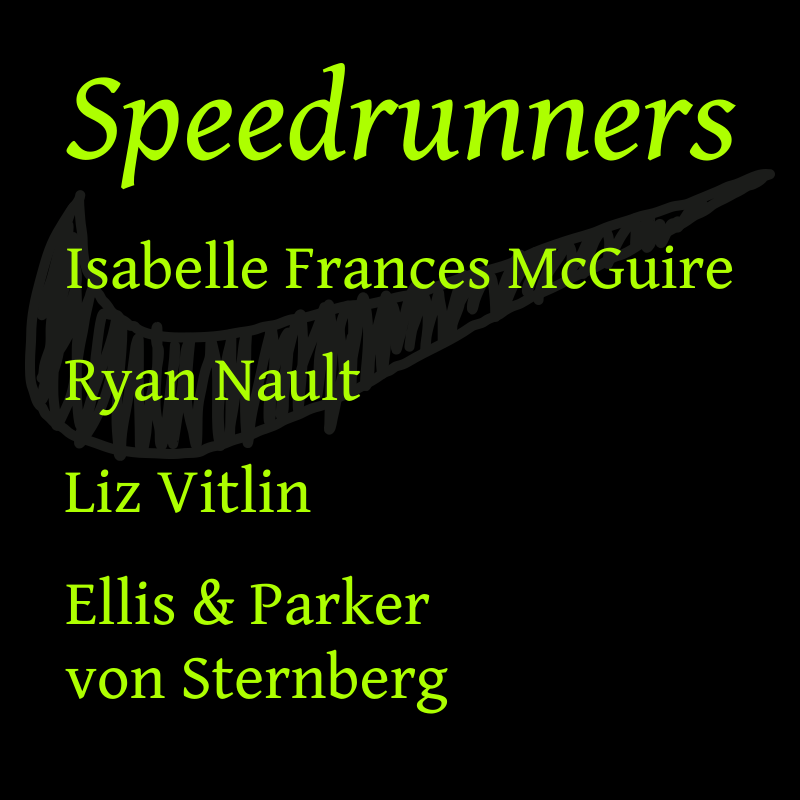 Speedrunners
Isabelle Frances McGuire
Ryan Nault
Liz Vitlin
Ellis & Parker
von Sternberg